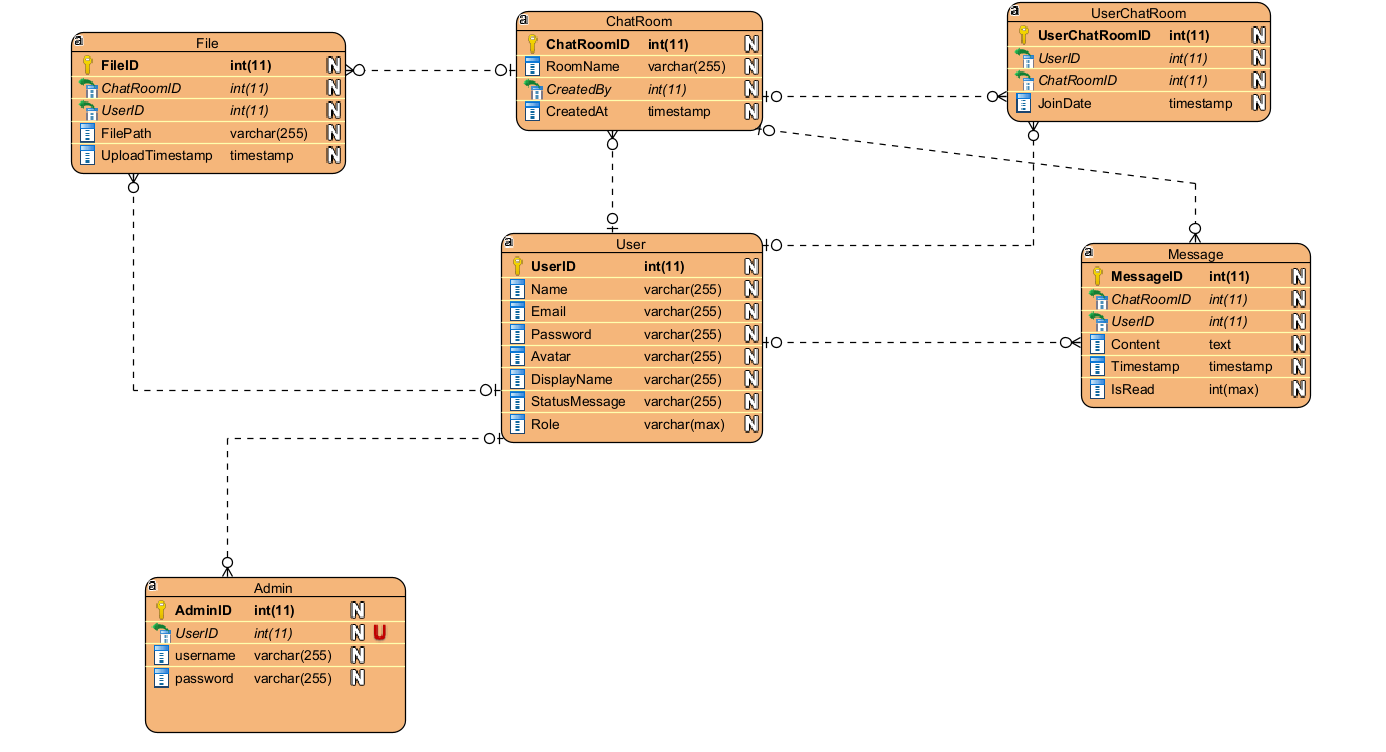 a File
FileID int(11) N
ChatRoomID int(11) N
UserID int(11) N
FilePath varchar(255) N
UploadTimestamp timestamp N
a ChatRoom
ChatRoomID int(11) N
RoomName varchar(255) N
CreatedBy int(11) N
CreatedAt timestamp N
a UserChatRoom
UserChatRoomID int(11) N
UserID int(11) N
ChatRoomID int(11) N
JoinDate timestamp N
a User
UserID int(11) N
Name varchar(255) N
Email varchar(255) N
Password varchar(255) N
Avatar varchar(255) N
DisplayName varchar(255) N
StatusMessage varchar(255) N
Role varchar(max) N
a Message
MessageID int(11) N
ChatRoomID int(11) N
UserID int(11) N
Content text N
Timestamp timestamp N
IsRead int(max) N
a Admin
AdminID int(11) N
UserID int(11) N U
username varchar(255) N
password varchar(255) N